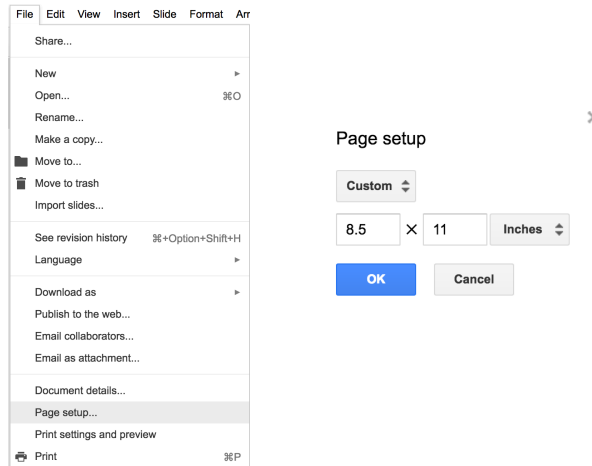 File Edit View Insert Slide Format Arr
Share...
New ►
Open... ⌘O
Rename...
Make a copy...
Move to...
Move to trash
Import slides...
See revision history ⌘+Option+Shift+H
Language ►
Download as ►
Publish to the web...
Email collaborators...
Email as attachment...
Document details...
Page setup...
Print settings and preview
Print ⌘P
Page setup
Custom
8.5 × 11 Inches
OK Cancel